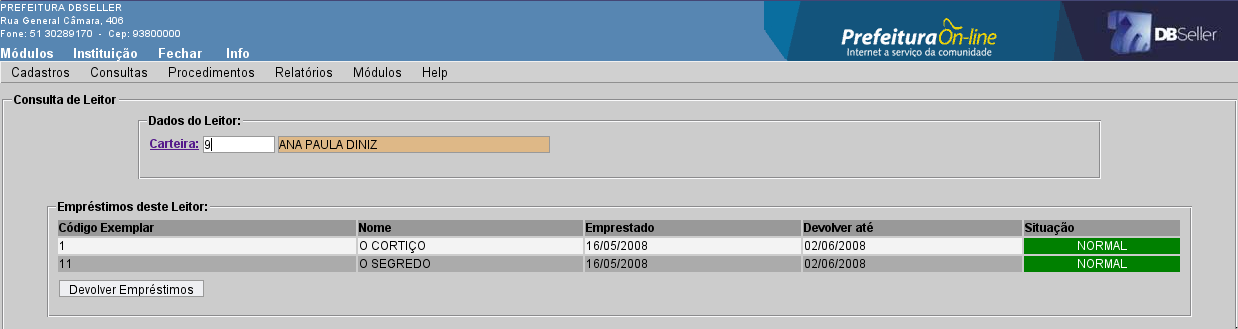 PREFEITURA DBSELLER
Rua General Câmara, 406
Fone: 51 30289170 - Cep: 93800000
Prefeitura On-line
Internet a serviço da comunidade
DBSeller
Módulos Instituição Fechar Info
Cadastros Consultas Procedimentos Relatórios Módulos Help
Consulta de Leitor
Dados do Leitor:
Carteira: 9 ANA PAULA DINIZ
Empréstimos deste Leitor:
Código Exemplar Nome Emprestado Devolver até Situação
1 O CORTIÇO 16/05/2008 02/06/2008 NORMAL
11 O SEGREDO 16/05/2008 02/06/2008 NORMAL
Devolver Empréstimos